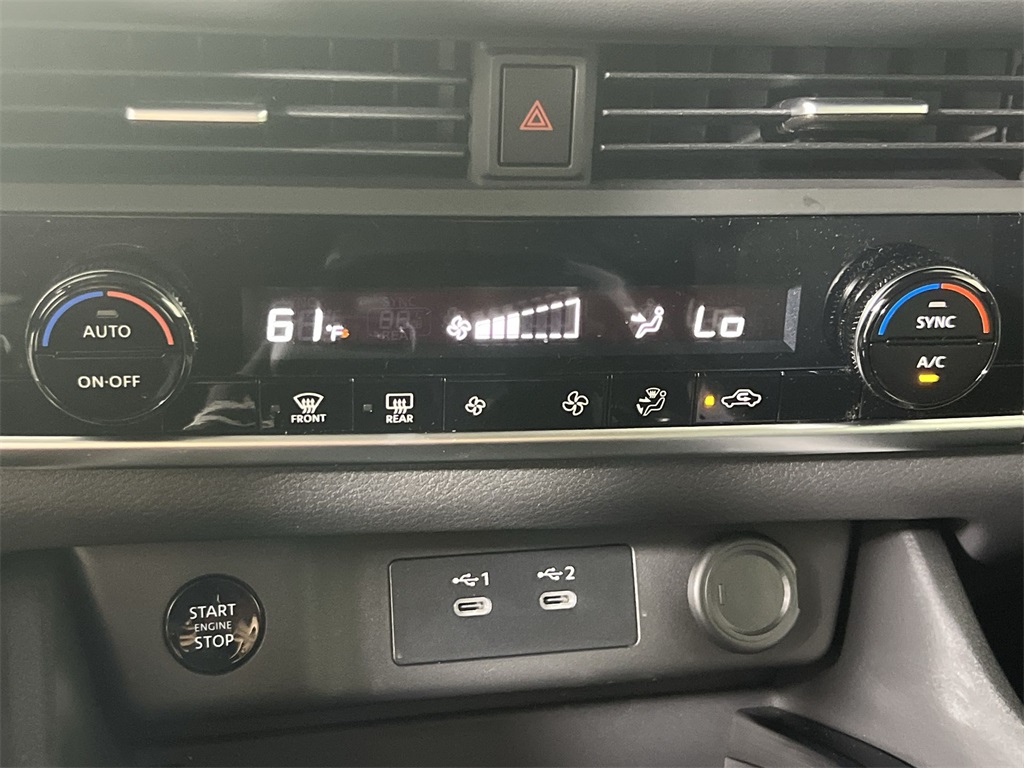 AUTO
ON·OFF
61°F
Lo
SYNC
A/C
FRONT
REAR
START
ENGINE
STOP
1
2